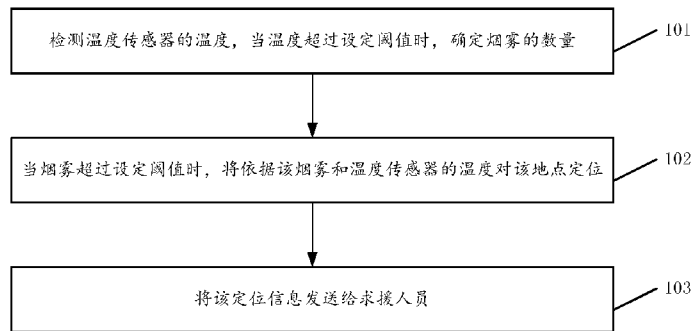 检测温度传感器的温度，当温度超过设定阈值时，确定烟雾的数量
101
当烟雾超过设定阈值时，将依据该烟雾和温度传感器的温度对该地点定位
102
将该定位信息发送给求援人员
103